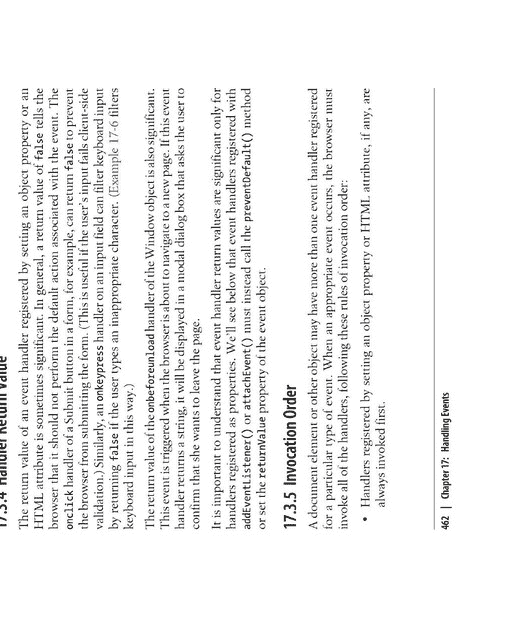 17.3.4 Handler Return Value
The return value of an event handler registered by setting an object property or an
HTML attribute is sometimes significant. In general, a return value of false tells the
browser that it should not perform the default action associated with the event. The
onclick handler of a Submit button in a form, for example, can return false to prevent
the browser from submitting the form. (This is useful if the user's input fails client-side
validation.) Similarly, an onkeypress handler on an input field can filter keyboard input
by returning false if the user types an inappropriate character. (Example 17-6 filters
keyboard input in this way.)
The return value of the onbeforeunload handler of the Window object is also significant.
This event is triggered when the browser is about to navigate to a new page. If this event
handler returns a string, it will be displayed in a modal dialog box that asks the user to
confirm that she wants to leave the page.
It is important to understand that event handler return values are significant only for
handlers registered as properties. We'll see below that event handlers registered with
addEventListener() or attachEvent() must instead call the preventDefault() method
or set the returnValue property of the event object.
17.3.5 Invocation Order
A document element or other object may have more than one event handler registered
for a particular type of event. When an appropriate event occurs, the browser must
invoke all of the handlers, following these rules of invocation order:
• Handlers registered by setting an object property or HTML attribute, if any, are
always invoked first.
462 | Chapter 17: Handling Events